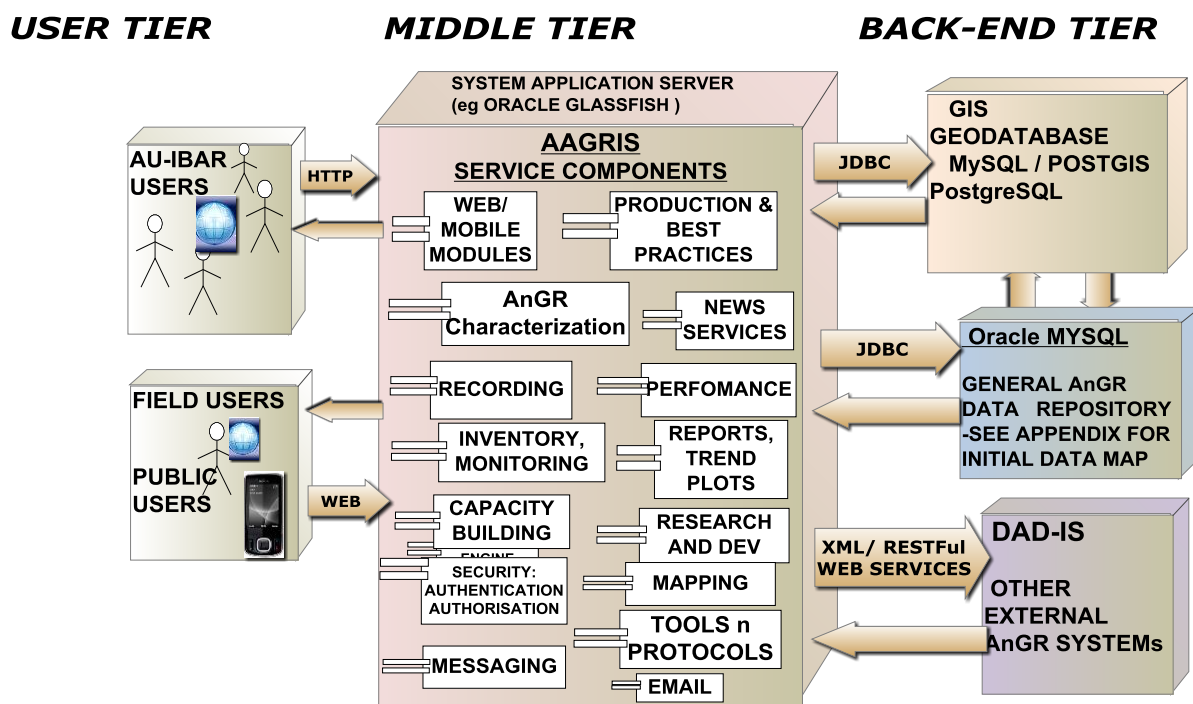 USER TIER
MIDDLE TIER
BACK-END TIER
SYSTEM APPLICATION SERVER
(eg ORACLE GLASSFISH )
AU-IBAR
USERS
HTTP
FIELD USERS
PUBLIC
USERS
WEB
AAGRIS
SERVICE COMPONENTS
WEB/
MOBILE
MODULES
PRODUCTION &
BEST
PRACTICES
AnGR
Characterization
NEWS
SERVICES
RECORDING
PERFOMANCE
INVENTORY,
MONITORING
REPORTS,
TREND
PLOTS
CAPACITY
BUILDING
RESEARCH
AND DEV
ENGINE
SECURITY:
AUTHENTICATION
AUTHORISATION
MAPPING
TOOLS n
PROTOCOLS
MESSAGING
EMAIL
JDBC
GIS
GEODATABASE
MySQL / POSTGIS
PostgreSQL
JDBC
Oracle MYSQL
GENERAL AnGR
DATA REPOSITORY
-SEE APPENDIX FOR
INITIAL DATA MAP
XML/ RESTFul
WEB SERVICES
DAD-IS
OTHER
EXTERNAL
AnGR SYSTEMs